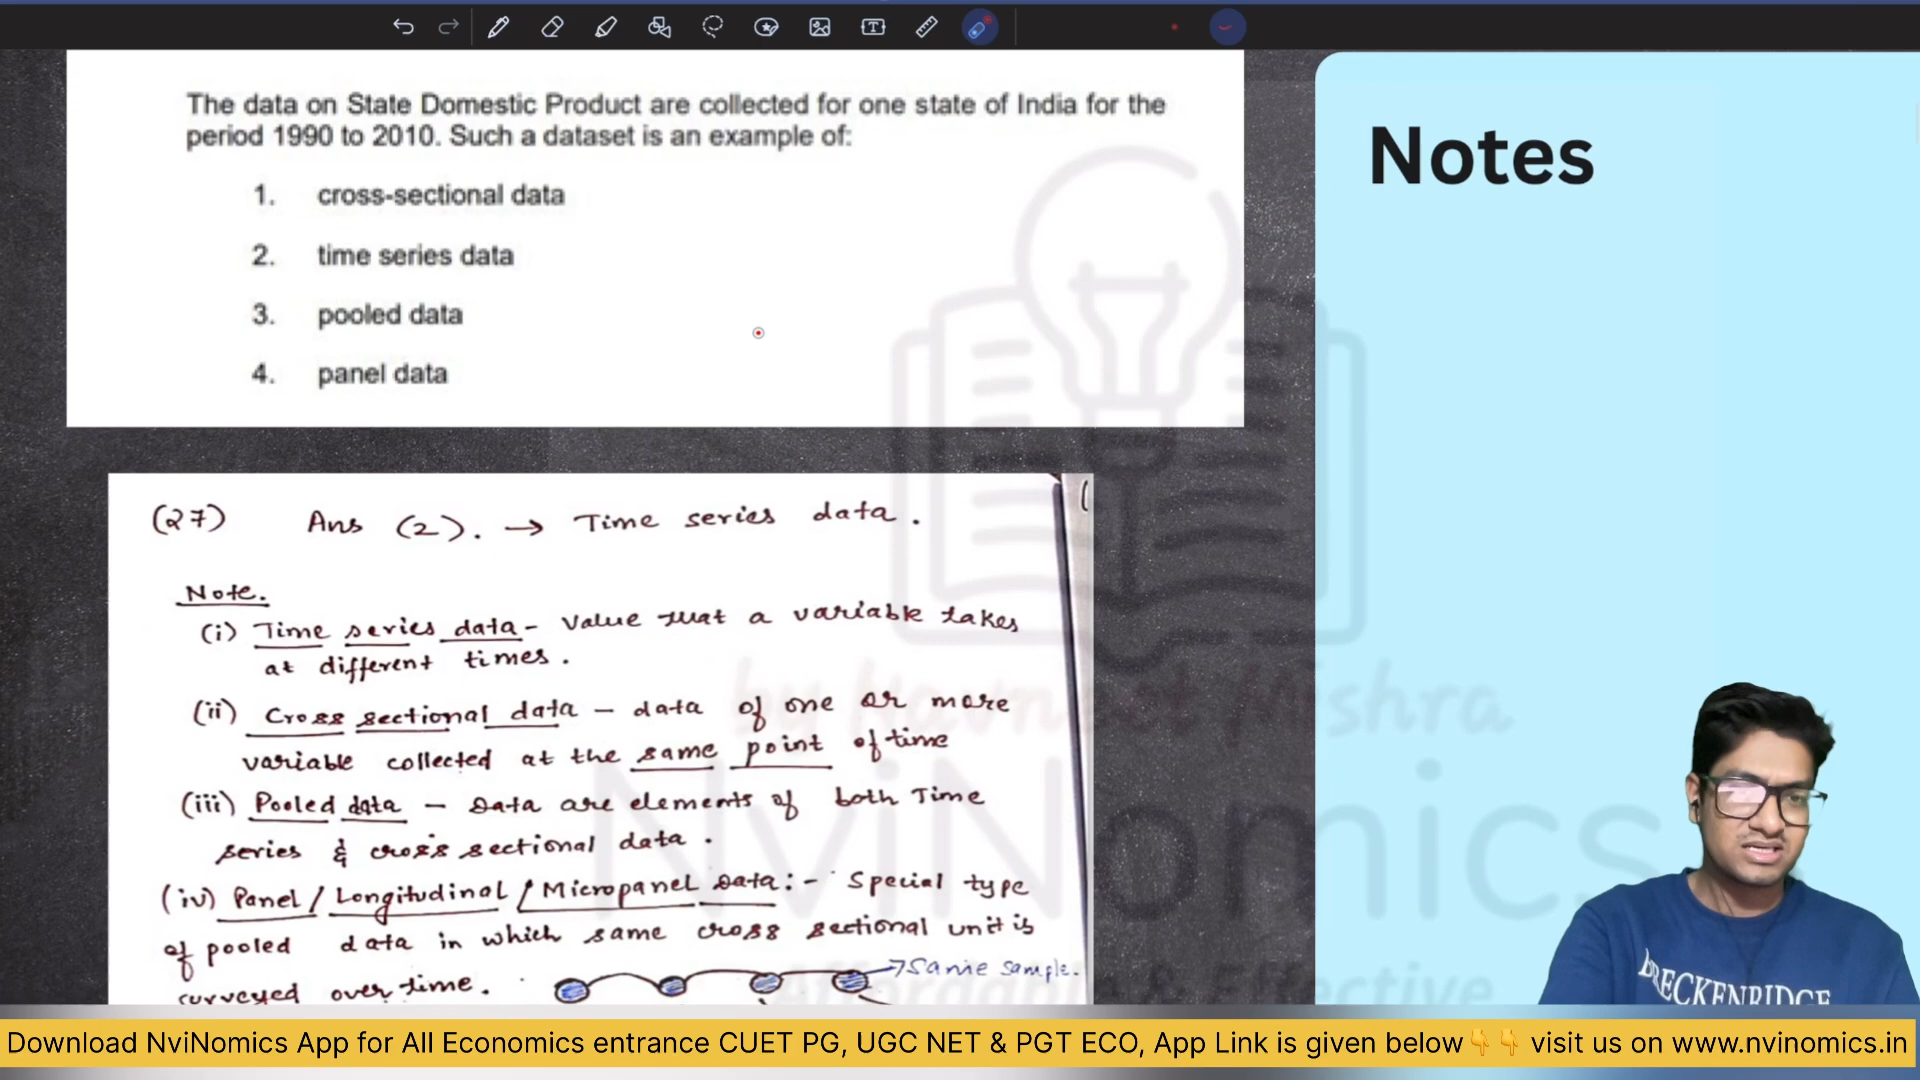 The data on State Domestic Product are collected for one state of India for the
period 1990 to 2010. Such a dataset is an example of:
1. cross-sectional data
2. time series data
3. pooled data
4. panel data
Notes
(27) Ans (2). → Time series data.
Note.
(i) Time series data - Value that a variable takes
at different times.
(ii) Cross sectional data - data of one or more
variable collected at the same point of time
(iii) Pooled data - Data are elements of both Time
series & cross sectional data.
(iv) Panel / Longitudinal / Micropanel Data:- Special type
of pooled data in which same cross sectional unit is
surveyed over time.
→ Same sample.
by Navneet Mishra
NviNomics
Affordable & Effective
BRECKENRIDGE
Download NviNomics App for All Economics entrance CUET PG, UGC NET & PGT ECO, App Link is given below👇👇 visit us on www.nvinomics.in